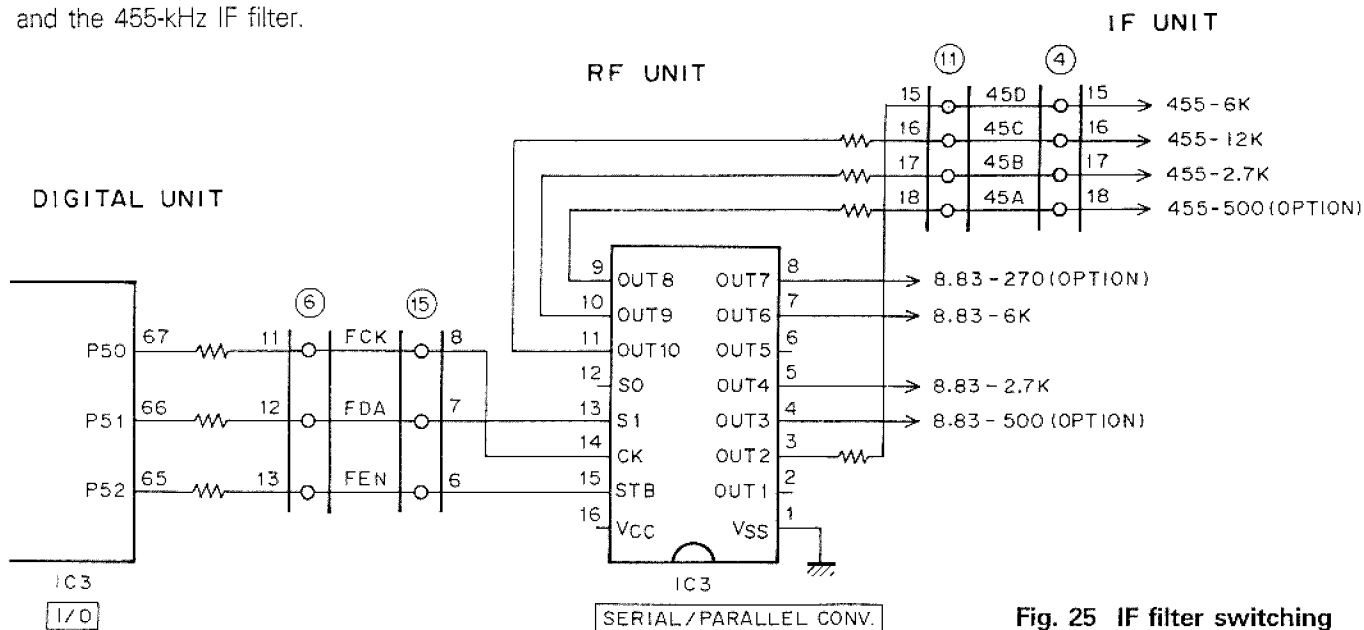 and the 455-kHz IF filter.
IF UNIT
RF UNIT
11
4
15 45D 15 455-6K
16 45C 16 455-12K
17 45B 17 455-2.7K
18 45A 18 455-500(OPTION)
DIGITAL UNIT
9 OUT8 OUT7 8 8.83-270(OPTION)
10 OUT9 OUT6 7 8.83-6K
11 OUT10 OUT5 6
12 SO OUT4 5 8.83-2.7K
13 S1 OUT3 4 8.83-500(OPTION)
14 CK OUT2 3
15 STB OUT1 2
16 VCC VSS 1
6 15
P50 67 11 FCK 8
P51 66 12 FDA 7
P52 65 13 FEN 6
IC3
I/O
IC3
SERIAL/PARALLEL CONV.
Fig. 25 IF filter switching